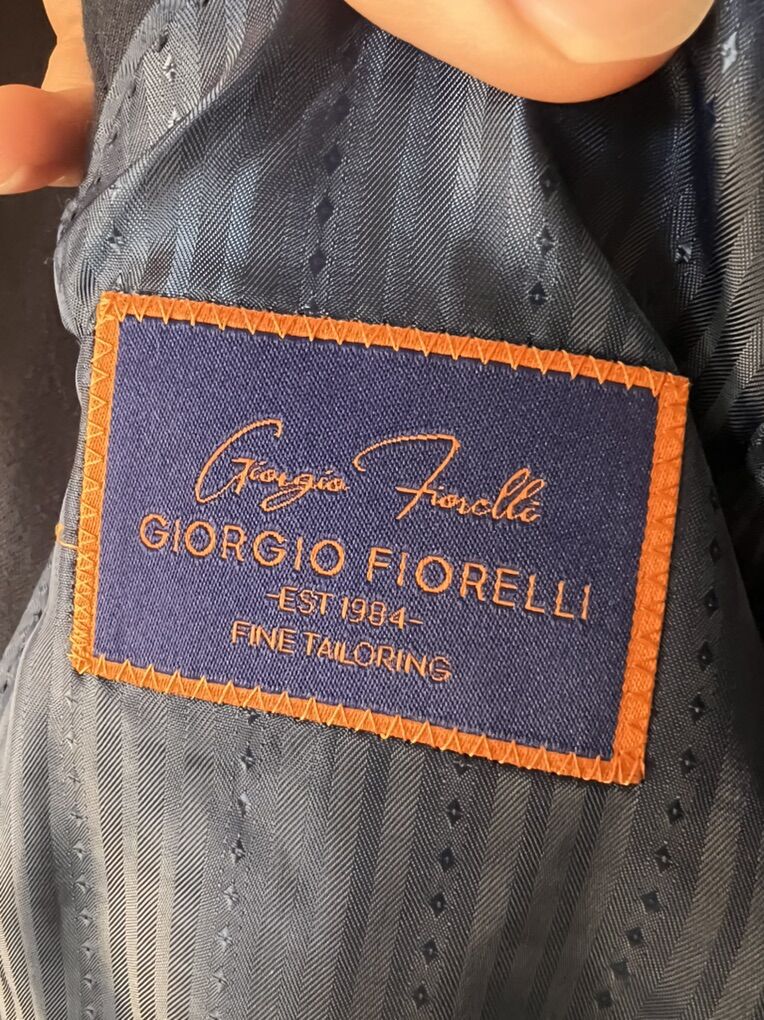 Giorgio Fiorelli
GIORGIO FIORELLI
-EST 1984-
FINE TAILORING